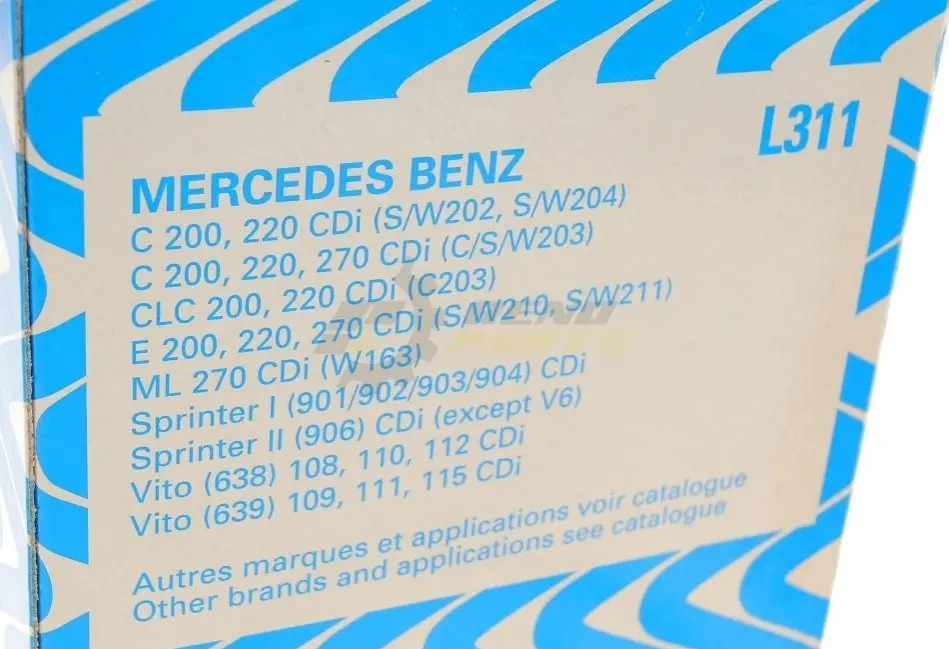 L311
MERCEDES BENZ
C 200, 220 CDi (S/W202, S/W204)
C 200, 220, 270 CDi (C/S/W203)
CLC 200, 220 CDi (C203)
E 200, 220, 270 CDi (S/W210, S/W211)
ML 270 CDi (W163)
Sprinter I (901/902/903/904) CDi
Sprinter II (906) CDi (except V6)
Vito (638) 108, 110, 112 CDi
Vito (639) 109, 111, 115 CDi
Autres marques et applications voir catalogue
Other brands and applications see catalogue